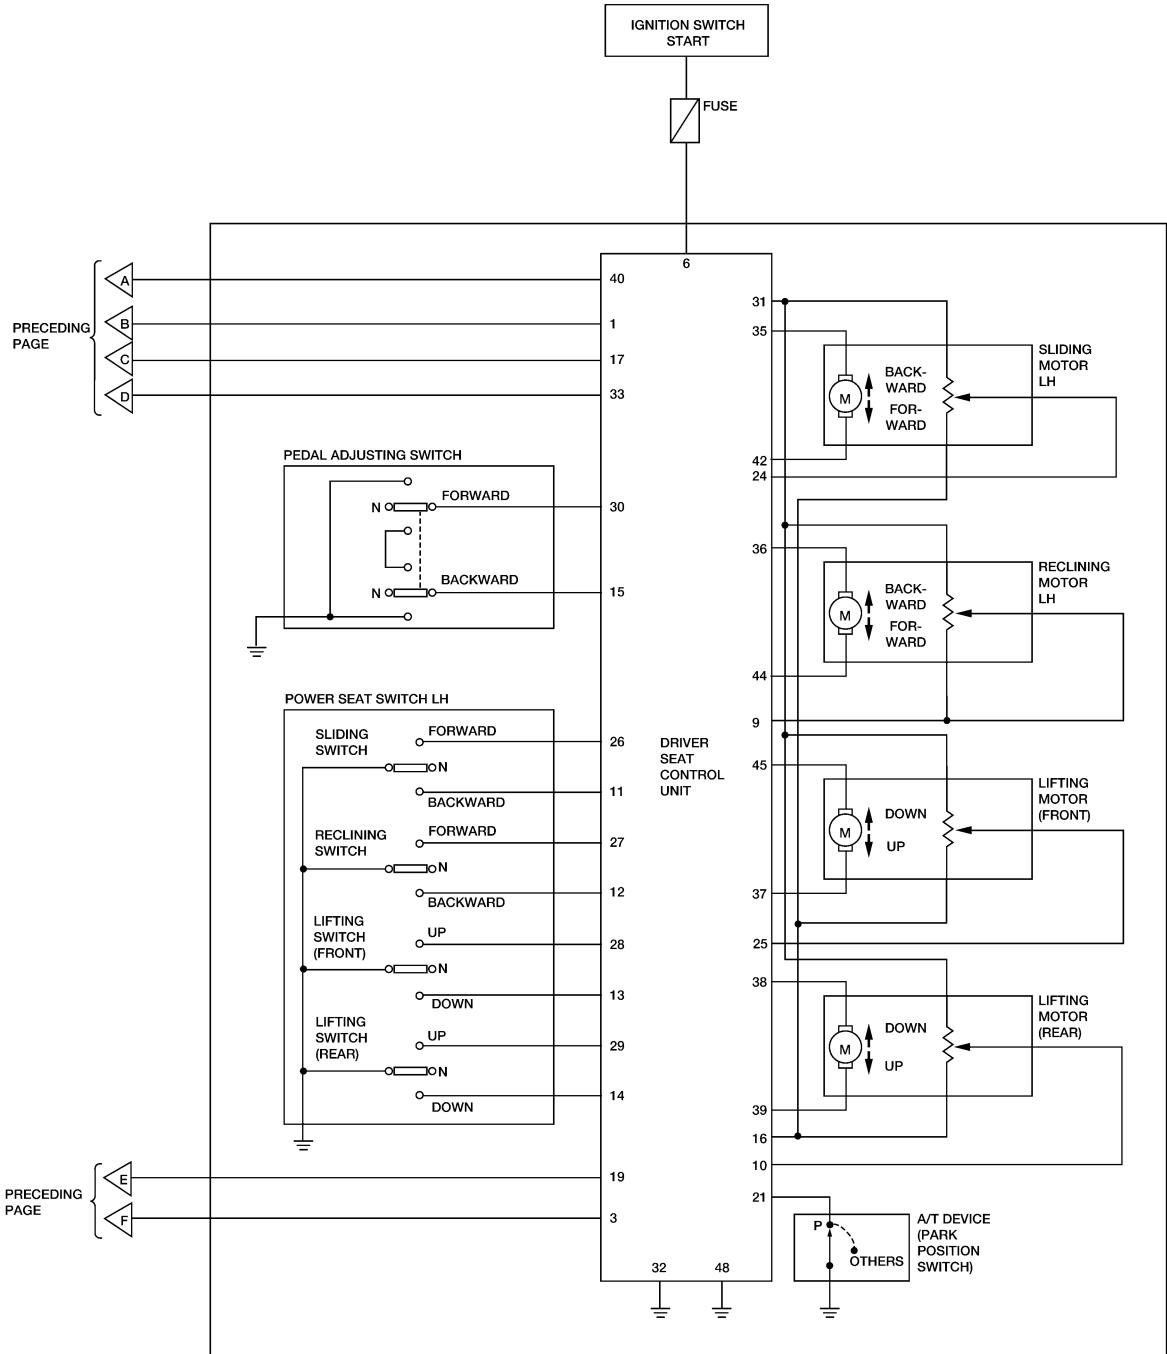 IGNITION SWITCH
START
FUSE
6
PRECEDING
PAGE
A
B
C
D
40
1
17
33
PEDAL ADJUSTING SWITCH
N
FORWARD
30
N
BACKWARD
15
POWER SEAT SWITCH LH
SLIDING
SWITCH
FORWARD
N
BACKWARD
26
11
RECLINING
SWITCH
FORWARD
N
BACKWARD
27
12
LIFTING
SWITCH
(FRONT)
UP
N
DOWN
28
13
LIFTING
SWITCH
(REAR)
UP
N
DOWN
29
14
PRECEDING
PAGE
E
F
19
3
DRIVER
SEAT
CONTROL
UNIT
32
48
31
35
M
BACK-
WARD
FOR-
WARD
SLIDING
MOTOR
LH
42
24
36
M
BACK-
WARD
FOR-
WARD
RECLINING
MOTOR
LH
44
9
45
M
DOWN
UP
LIFTING
MOTOR
(FRONT)
37
25
38
M
DOWN
UP
LIFTING
MOTOR
(REAR)
39
16
10
21
P
OTHERS
A/T DEVICE
(PARK
POSITION
SWITCH)